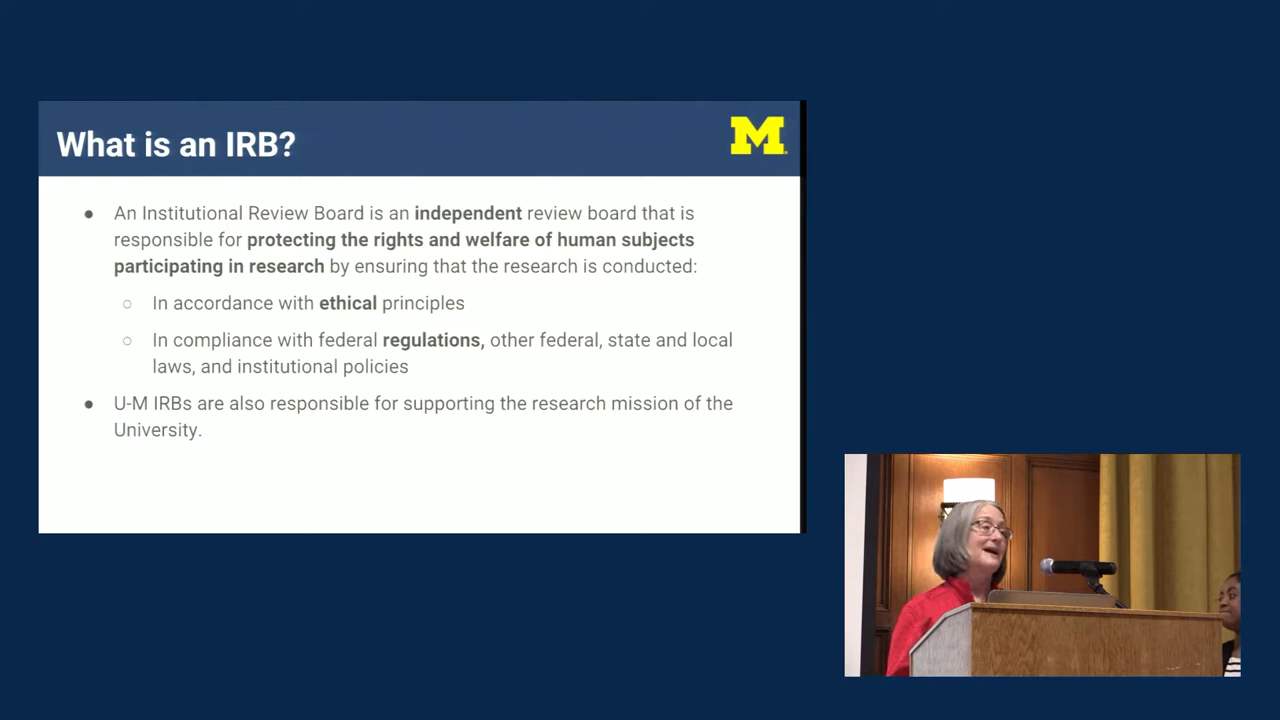 What is an IRB?
M
● An Institutional Review Board is an independent review board that is
responsible for protecting the rights and welfare of human subjects
participating in research by ensuring that the research is conducted:
○ In accordance with ethical principles
○ In compliance with federal regulations, other federal, state and local
laws, and institutional policies
● U-M IRBs are also responsible for supporting the research mission of the
University.